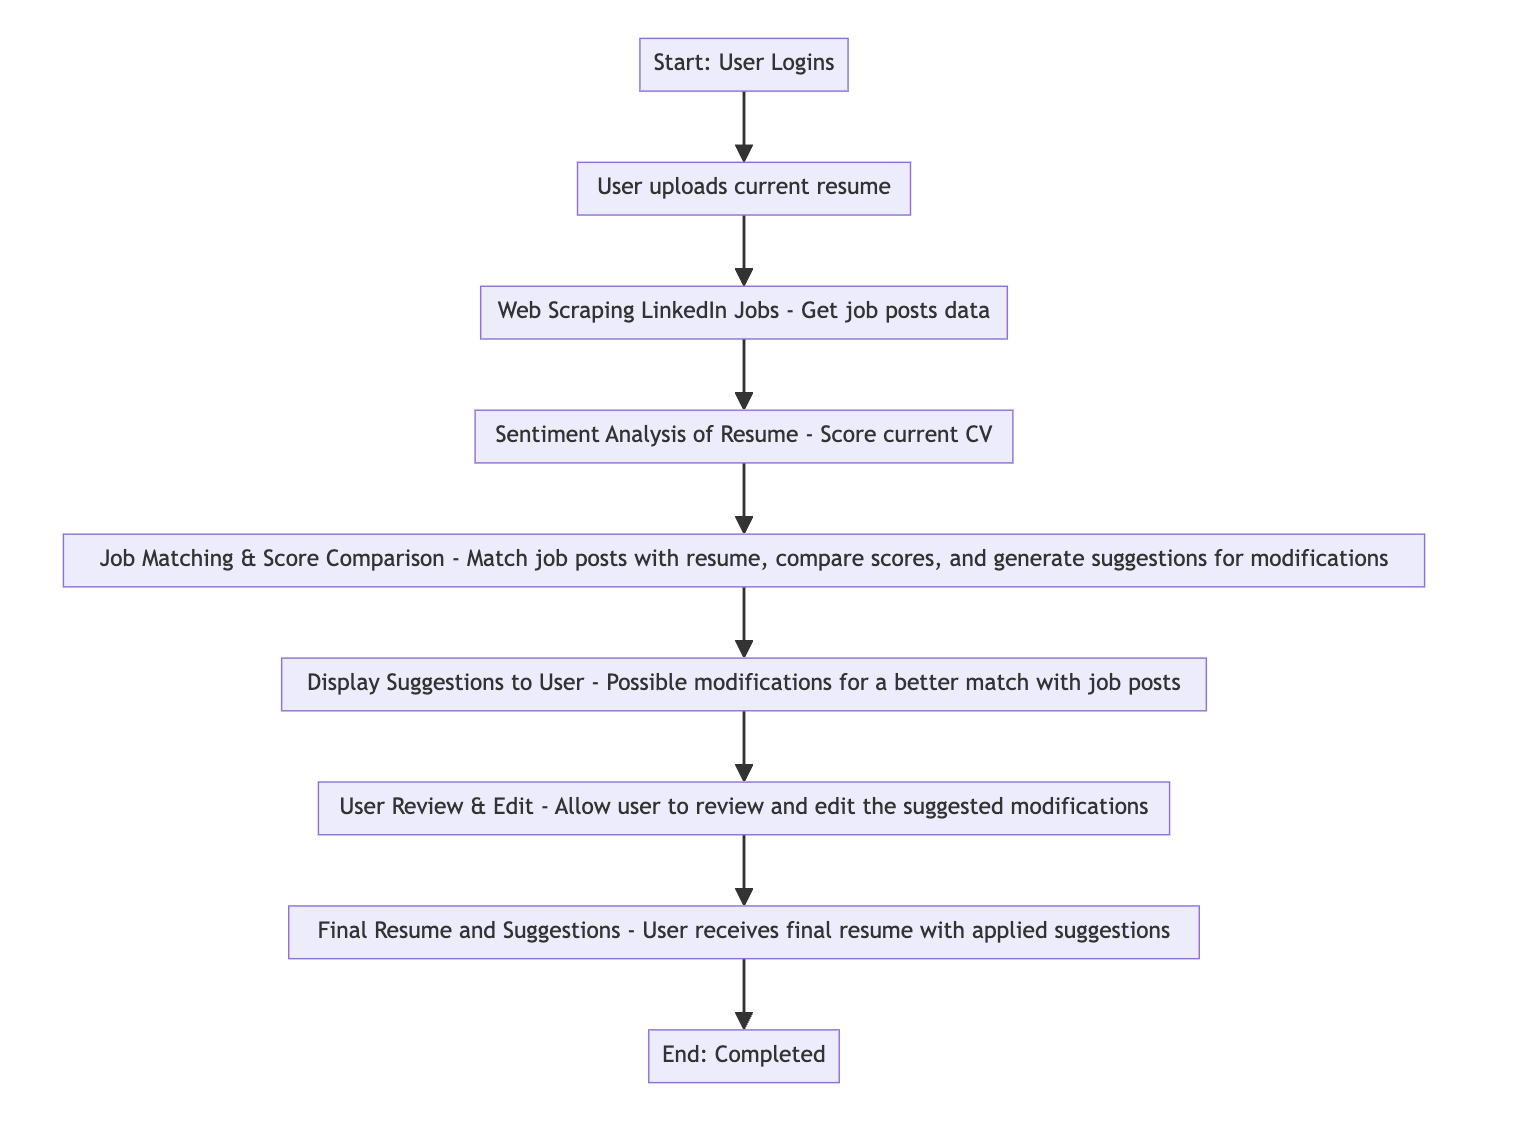 Start: User Logins
User uploads current resume
Web Scraping LinkedIn Jobs - Get job posts data
Sentiment Analysis of Resume - Score current CV
Job Matching & Score Comparison - Match job posts with resume, compare scores, and generate suggestions for modifications
Display Suggestions to User - Possible modifications for a better match with job posts
User Review & Edit - Allow user to review and edit the suggested modifications
Final Resume and Suggestions - User receives final resume with applied suggestions
End: Completed